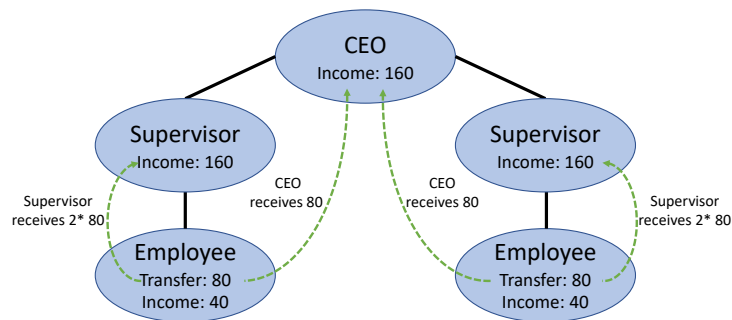 CEO
Income: 160
Supervisor
Income: 160
Supervisor
Income: 160
Supervisor
receives 2* 80
CEO
receives 80
CEO
receives 80
Supervisor
receives 2* 80
Employee
Transfer: 80
Income: 40
Employee
Transfer: 80
Income: 40